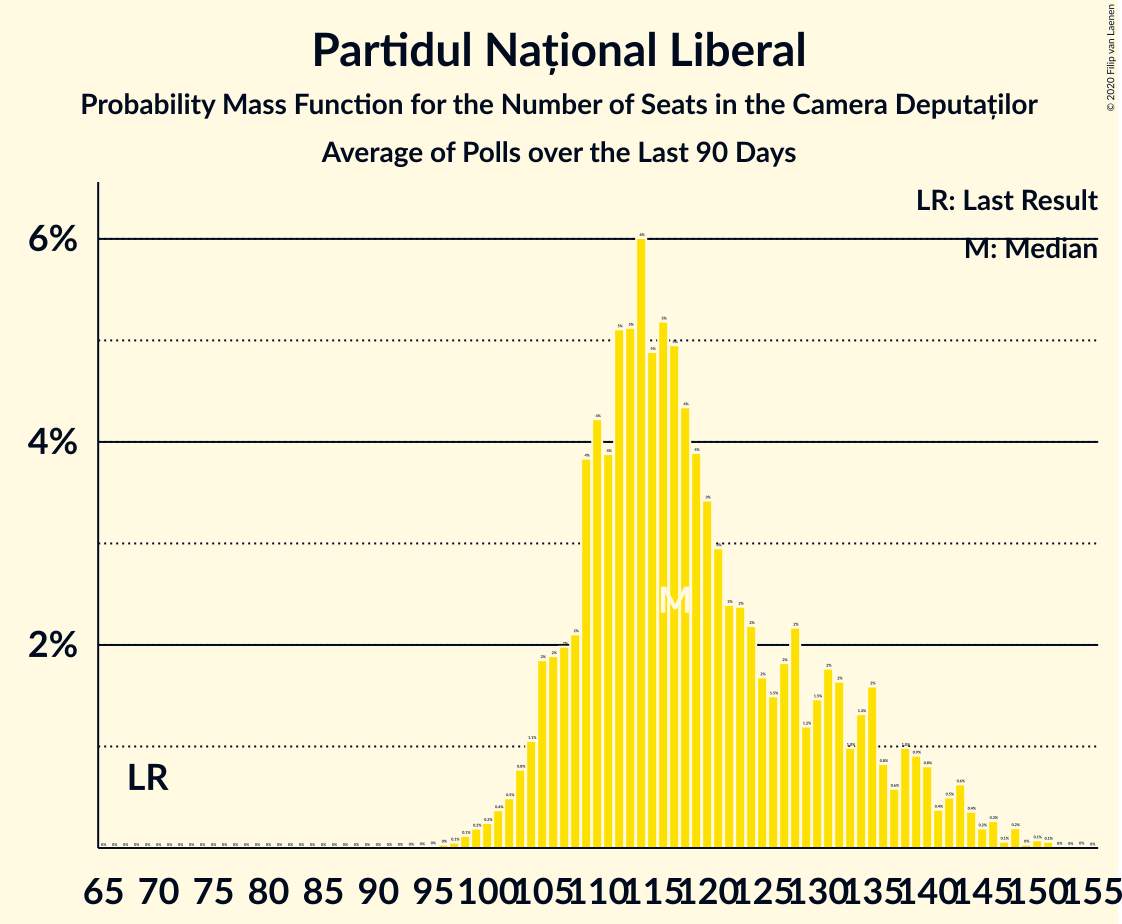 Partidul Național Liberal
Probability Mass Function for the Number of Seats in the Camera Deputaților
Average of Polls over the Last 90 Days
© 2020 Filip van Laenen
LR: Last Result
M: Median
6%
4%
2%
LR
M
65 70 75 80 85 90 95 100 105 110 115 120 125 130 135 140 145 150 155